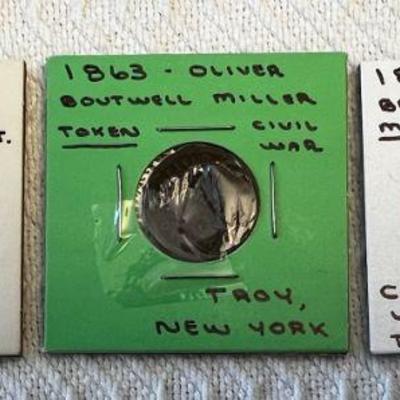 1863 - OLIVER
BOUTWELL MILLER
TOKEN CIVIL
WAR
TROY,
NEW YORK